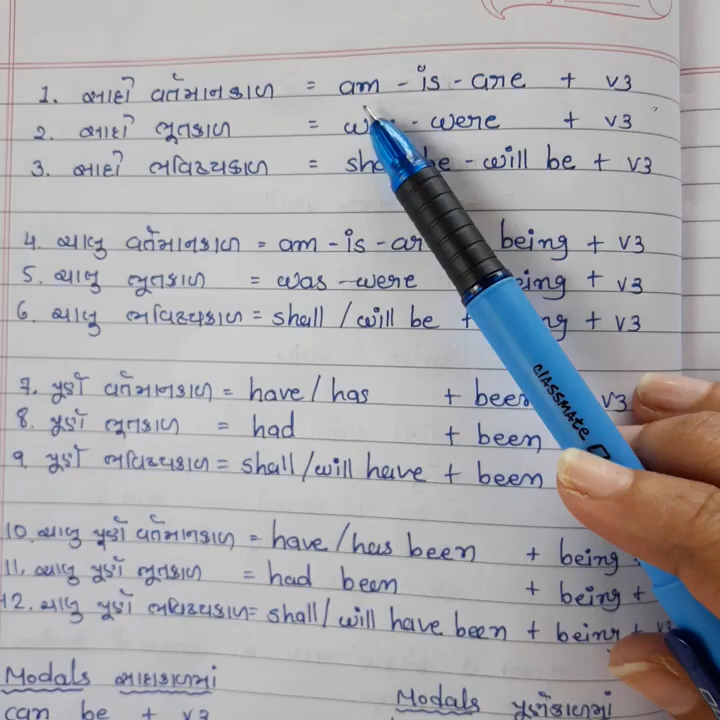 1. સાદો વર્તમાનકાળ = am - is - are + v3
2. સાદો ભૂતકાળ = - were + v3
3. સાદો ભવિષ્યકાળ = be - will be + v3
4. ચાલુ વર્તમાનકાળ = am - is - being + v3
5. ચાલુ ભૂતકાળ = was - were + v3
6. ચાલુ ભવિષ્યકાળ = shall / will be + + v3
7. પૂર્ણ વર્તમાનકાળ = have / has + been v3
8. પૂર્ણ ભૂતકાળ = had + been
9. પૂર્ણ ભવિષ્યકાળ = shall / will have + been
10. ચાલુ પૂર્ણ વર્તમાનકાળ = have / has been + being
11. ચાલુ પૂર્ણ ભૂતકાળ = had been + being +
12. ચાલુ પૂર્ણ ભવિષ્યકાળ = shall / will have been + being + v3
Modals સાદાકાળમાં
can be + v3
Modals પૂર્ણકાળમાં
CLASSMATE